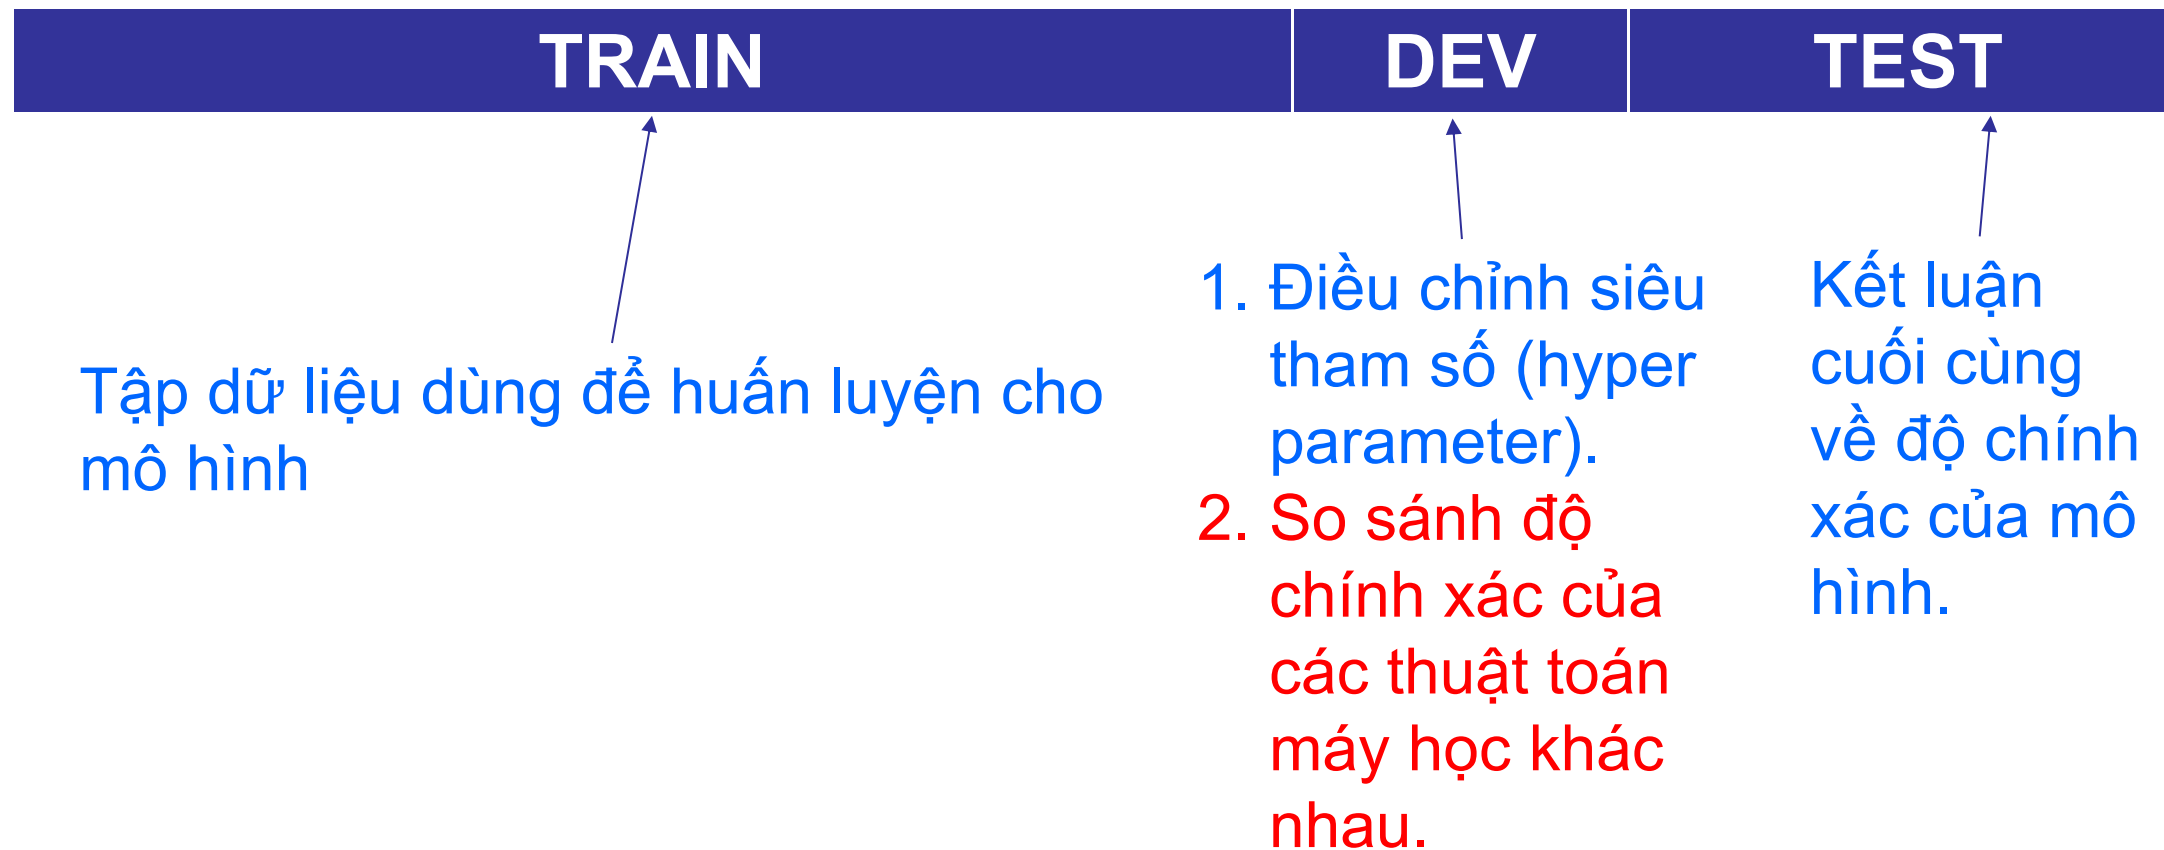 TRAIN DEV TEST
Tập dữ liệu dùng để huấn luyện cho
mô hình
1. Điều chỉnh siêu
tham số (hyper
parameter).
2. So sánh độ
chính xác của
các thuật toán
máy học khác
nhau.
Kết luận
cuối cùng
về độ chính
xác của mô
hình.